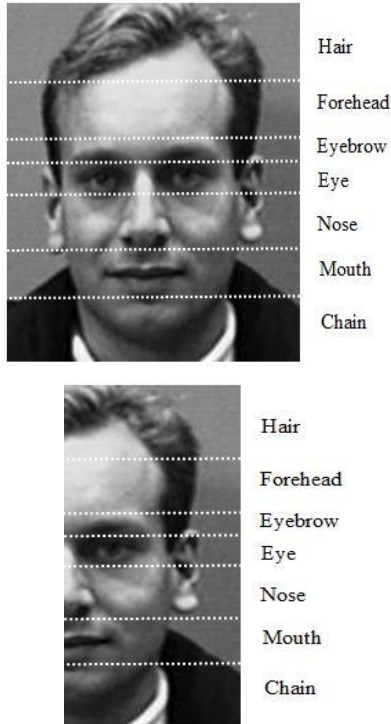 Hair
Forehead
Eyebrow
Eye
Nose
Mouth
Chain
Hair
Forehead
Eyebrow
Eye
Nose
Mouth
Chain